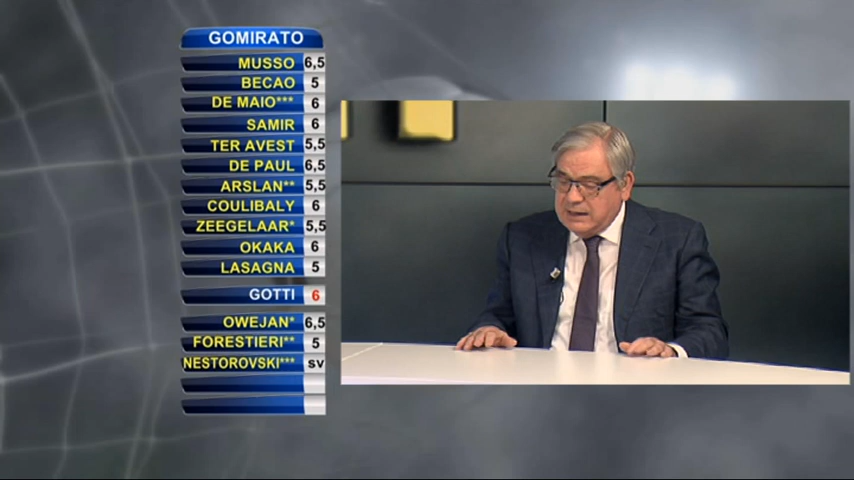 GOMIRATO
MUSSO 6,5
BECAO 5
DE MAIO*** 6
SAMIR 6
TER AVEST 5,5
DE PAUL 6,5
ARSLAN** 5,5
COULIBALY 6
ZEEGELAAR* 5,5
OKAKA 6
LASAGNA 5
GOTTI 6
OWEJAN* 6,5
FORESTIERI** 5
NESTOROVSKI*** sv